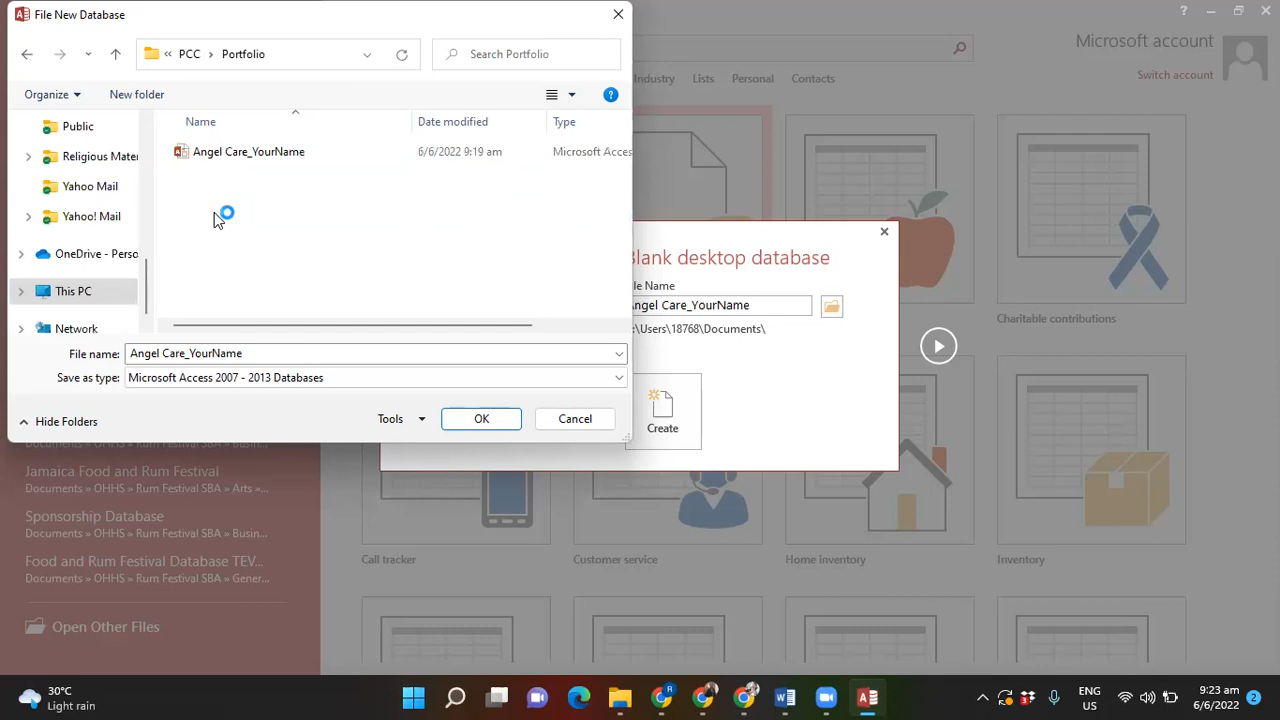 File New Database
« PCC › Portfolio
Search Portfolio
Organize
New folder
Name
Date modified
Type
Angel Care_YourName
6/6/2022 9:19 am
Microsoft Acces
Public
Religious Mater
Yahoo Mail
Yahoo! Mail
OneDrive - Perso
This PC
Network
File name:
Angel Care_YourName
Save as type:
Microsoft Access 2007 - 2013 Databases
Hide Folders
Tools
OK
Cancel
Microsoft account
Switch account
Industry
Lists
Personal
Contacts
Blank desktop database
File Name
Angel Care_YourName
:\Users\18768\Documents\
Create
Charitable contributions
Call tracker
Customer service
Home inventory
Inventory
Jamaica Food and Rum Festival
Documents » OHHS » Rum Festival SBA » Arts »...
Sponsorship Database
Documents » OHHS » Rum Festival SBA » Busin...
Food and Rum Festival Database TEV...
Documents » OHHS » Rum Festival SBA » Gener...
Open Other Files
30°C
Light rain
ENG
US
9:23 am
6/6/2022
2